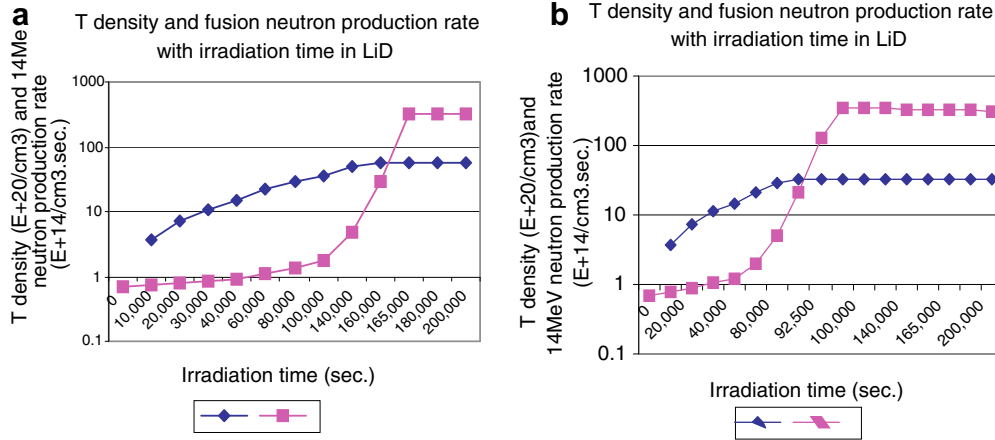 a
T density and fusion neutron production rate
with irradiation time in LiD
T density (E+20/cm3) and 14Me
neutron production rate
(E+14/cm3.sec.)
1000
100
10
1
0.1
0
10,000
20,000
30,000
40,000
60,000
80,000
100,000
140,000
160,000
165,000
180,000
200,000
Irradiation time (sec.)
b
T density and fusion neutron production rate
with irradiation time in LiD
T density (E+20/cm3)and
14MeV neutron production rate
(E+14/cm3.sec.)
1000
100
10
1
0.1
0
20,000
40,000
80,000
92,500
100,000
140,000
165,000
200,000
Irradiation time (sec.)